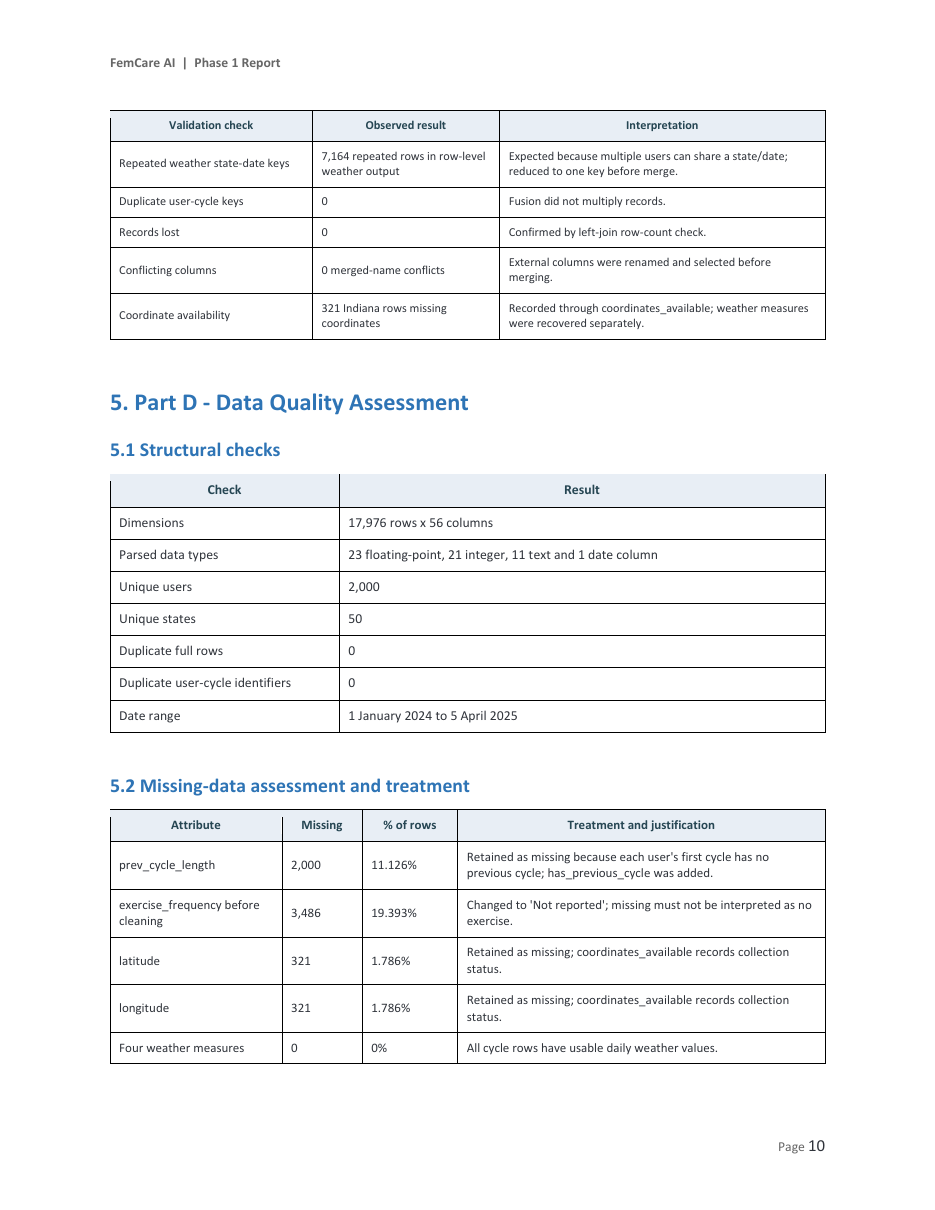 FemCare AI | Phase 1 Report
Validation check
Observed result
Interpretation
Repeated weather state-date keys
7,164 repeated rows in row-level
weather output
Expected because multiple users can share a state/date;
reduced to one key before merge.
Duplicate user-cycle keys
0
Fusion did not multiply records.
Records lost
0
Confirmed by left-join row-count check.
Conflicting columns
0 merged-name conflicts
External columns were renamed and selected before
merging.
Coordinate availability
321 Indiana rows missing
coordinates
Recorded through coordinates_available; weather measures
were recovered separately.
5. Part D - Data Quality Assessment
5.1 Structural checks
Check
Result
Dimensions
17,976 rows x 56 columns
Parsed data types
23 floating-point, 21 integer, 11 text and 1 date column
Unique users
2,000
Unique states
50
Duplicate full rows
0
Duplicate user-cycle identifiers
0
Date range
1 January 2024 to 5 April 2025
5.2 Missing-data assessment and treatment
Attribute
Missing
% of rows
Treatment and justification
prev_cycle_length
2,000
11.126%
Retained as missing because each user's first cycle has no
previous cycle; has_previous_cycle was added.
exercise_frequency before
cleaning
3,486
19.393%
Changed to 'Not reported'; missing must not be interpreted as no
exercise.
latitude
321
1.786%
Retained as missing; coordinates_available records collection
status.
longitude
321
1.786%
Retained as missing; coordinates_available records collection
status.
Four weather measures
0
0%
All cycle rows have usable daily weather values.
Page 10